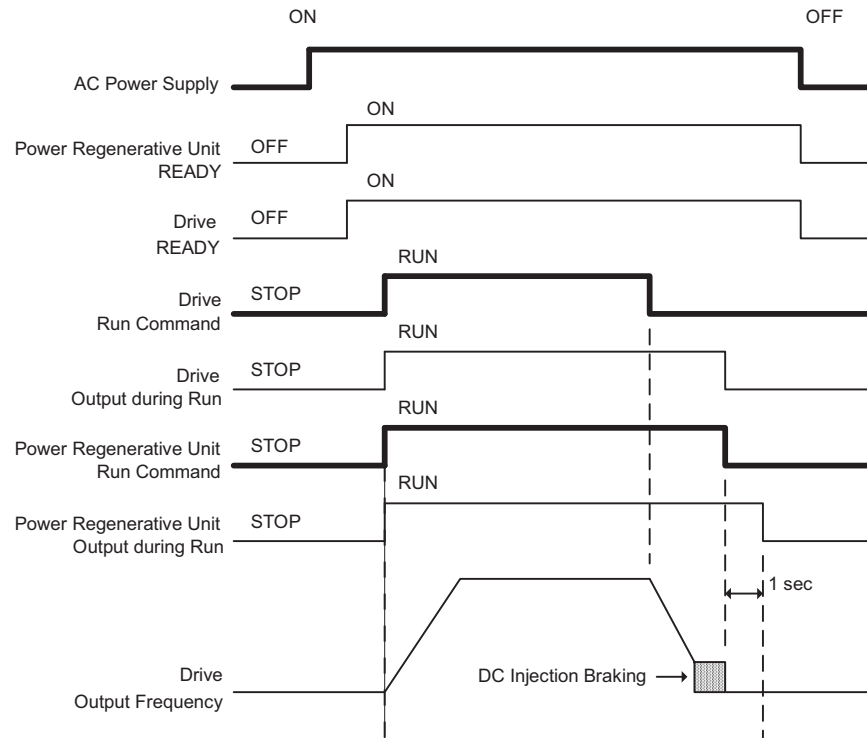 ON
OFF
AC Power Supply
ON
Power Regenerative Unit
READY
OFF
ON
Drive
READY
OFF
RUN
Drive
Run Command
STOP
RUN
Drive
Output during Run
STOP
RUN
Power Regenerative Unit
Run Command
STOP
RUN
Power Regenerative Unit
Output during Run
STOP
1 sec
Drive
Output Frequency
DC Injection Braking